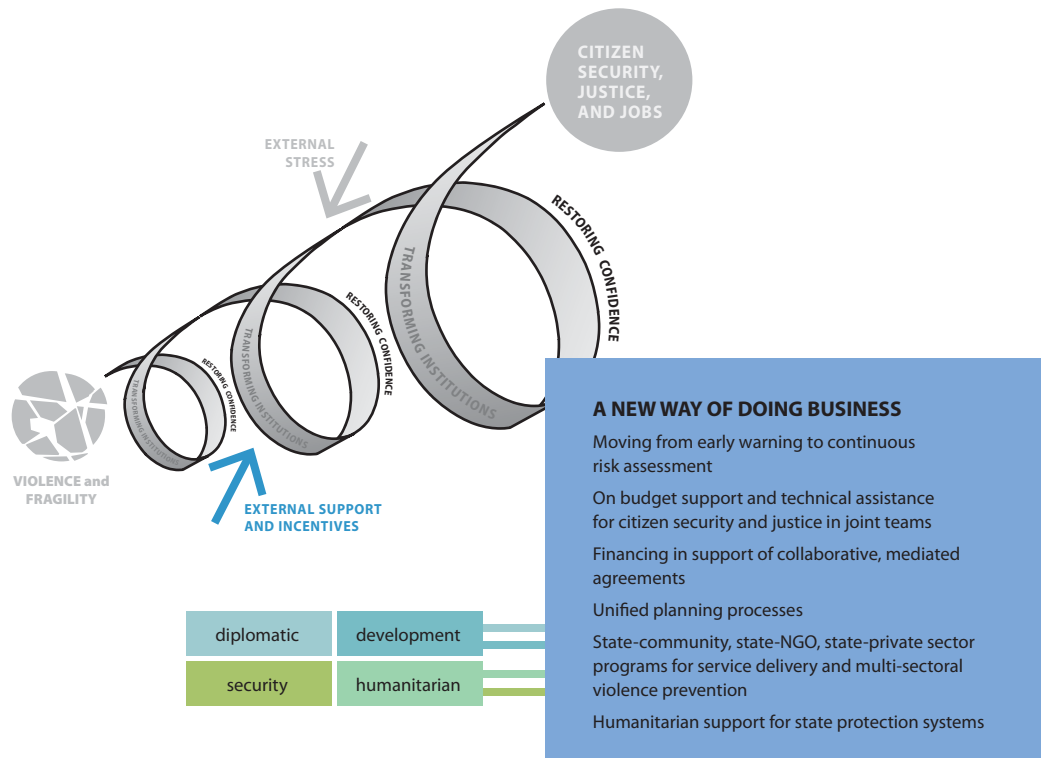 CITIZEN
SECURITY,
JUSTICE,
AND JOBS
EXTERNAL
STRESS
RESTORING CONFIDENCE
TRANSFORMING INSTITUTIONS
RESTORING CONFIDENCE
TRANSFORMING INSTITUTIONS
RESTORING CONFIDENCE
TRANSFORMING INSTITUTIONS
VIOLENCE and
FRAGILITY
EXTERNAL SUPPORT
AND INCENTIVES
diplomatic
development
security
humanitarian
A NEW WAY OF DOING BUSINESS
Moving from early warning to continuous
risk assessment
On budget support and technical assistance
for citizen security and justice in joint teams
Financing in support of collaborative, mediated
agreements
Unified planning processes
State-community, state-NGO, state-private sector
programs for service delivery and multi-sectoral
violence prevention
Humanitarian support for state protection systems